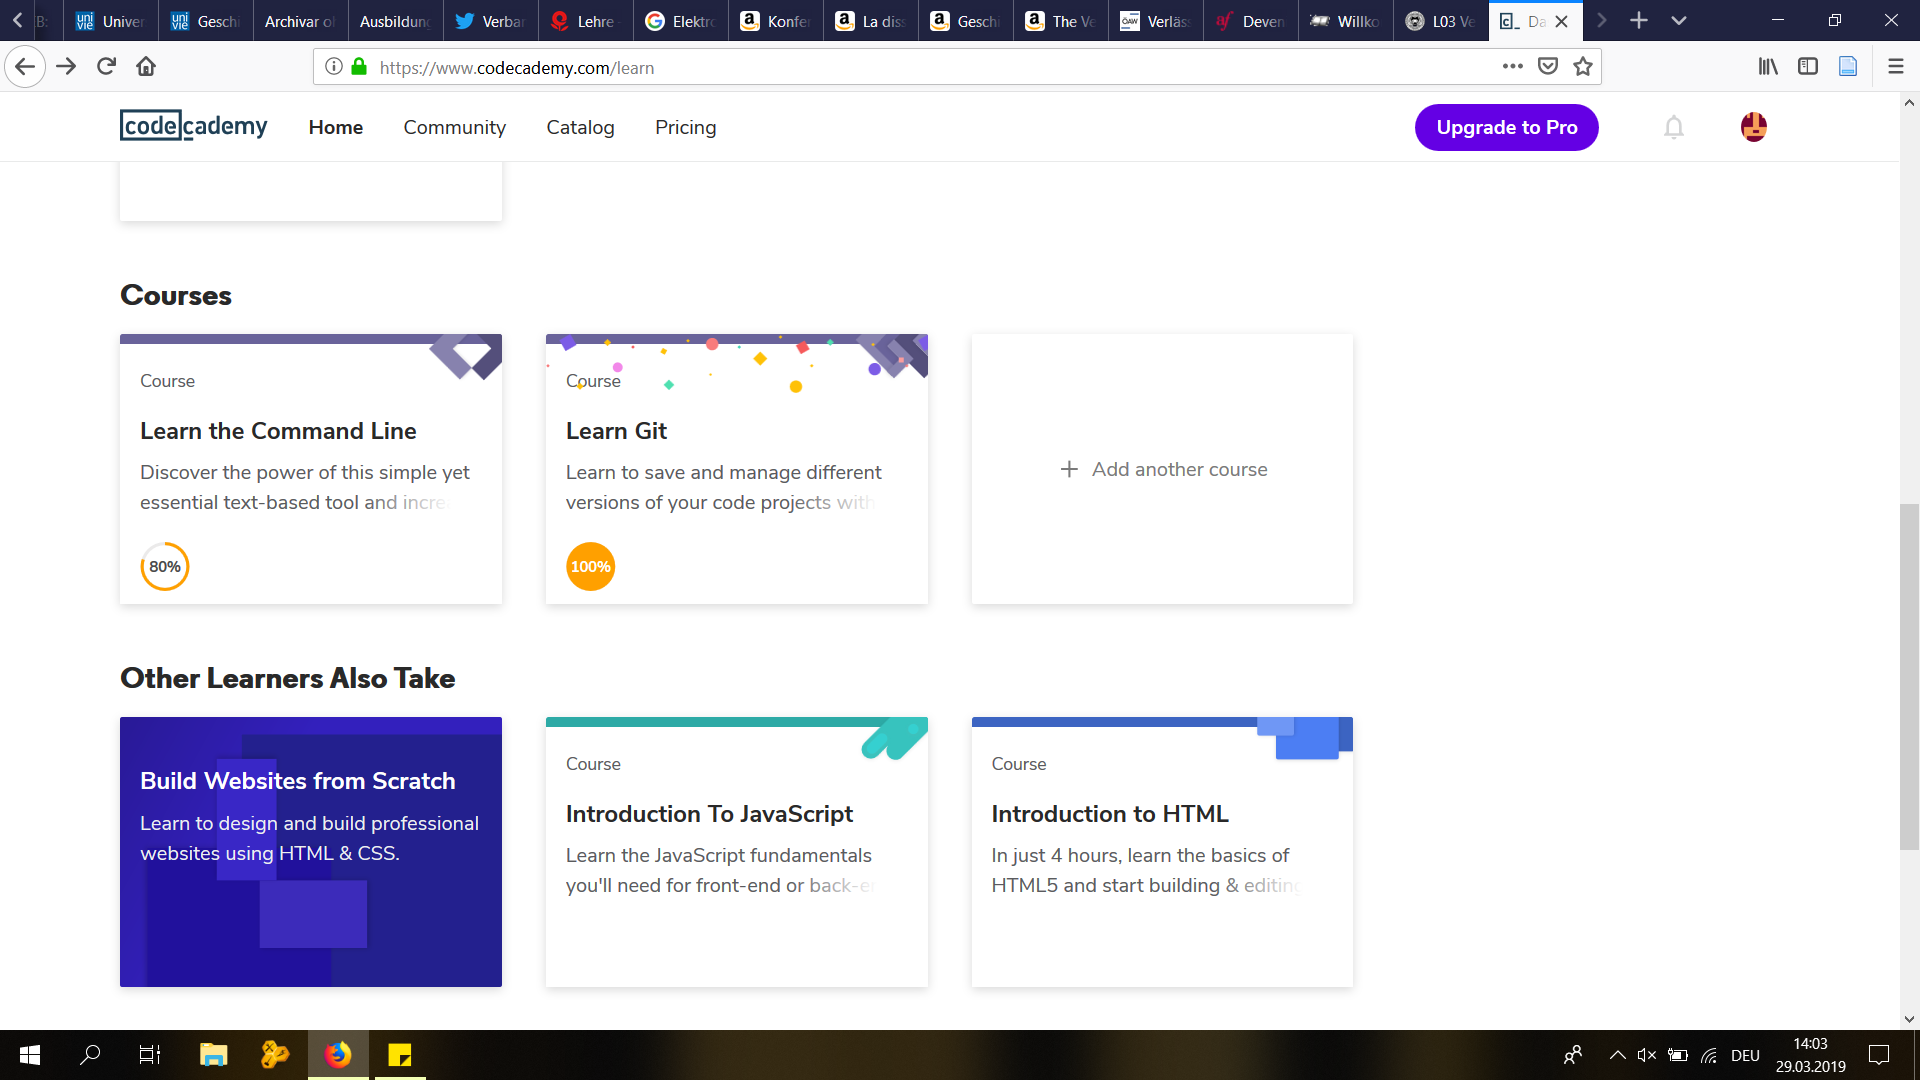 B:
Univer
Geschi
Archivar o
Ausbildung
Verbar
Lehre
Elektro
Konfer
La diss
Geschi
The Ve
Verläss
Deven
Willko
L03 Ve
Da
https://www.codecademy.com/learn
codecademy
Home
Community
Catalog
Pricing
Upgrade to Pro
Courses
Course
Learn the Command Line
Discover the power of this simple yet
essential text-based tool and incre
80%
Course
Learn Git
Learn to save and manage different
versions of your code projects with
100%
+ Add another course
Other Learners Also Take
Build Websites from Scratch
Learn to design and build professional
websites using HTML & CSS.
Course
Introduction To JavaScript
Learn the JavaScript fundamentals
you'll need for front-end or back-e
Course
Introduction to HTML
In just 4 hours, learn the basics of
HTML5 and start building & editing
DEU
14:03
29.03.2019